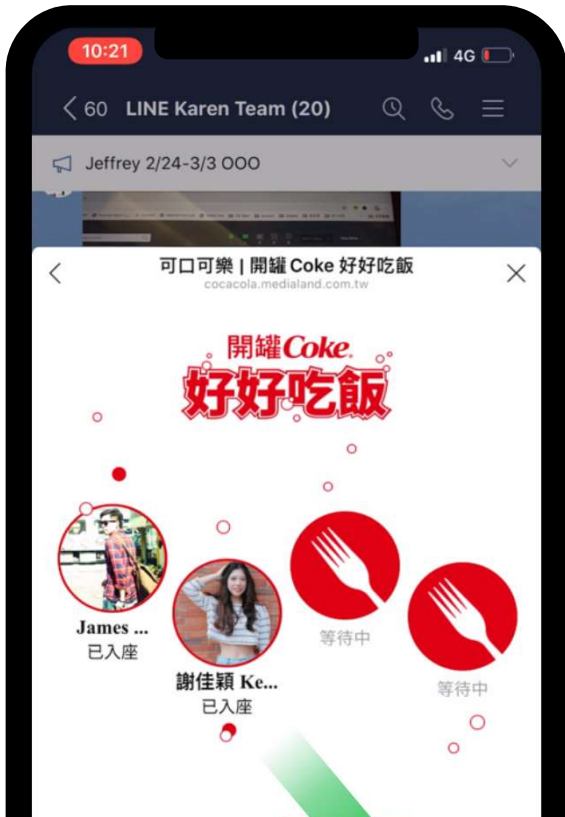 10:21
4G
60 LINE Karen Team (20)
Jeffrey 2/24-3/3 OOO
可口可樂 | 開罐 Coke 好好吃飯
cocacola.medialand.com.tw
開罐Coke.
好好吃飯
James ...
已入座
謝佳穎 Ke...
已入座
等待中
等待中